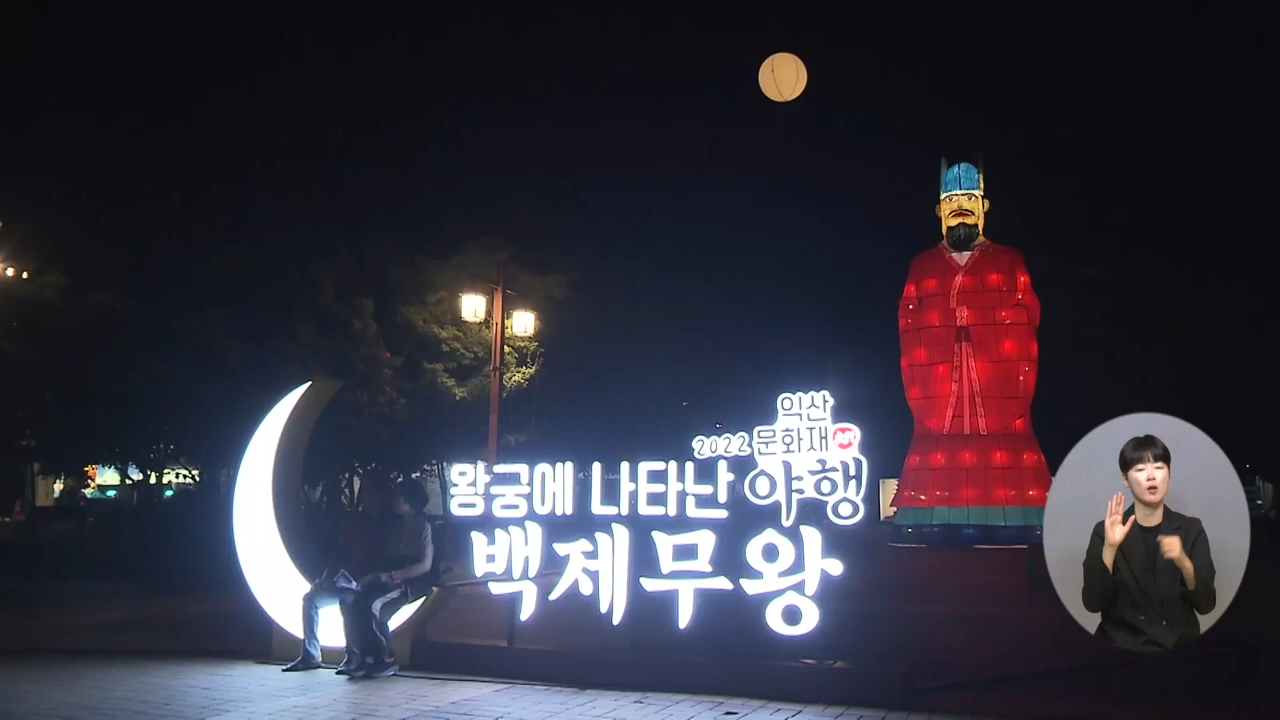 익산
2022 문화재 야행
왕궁에 나타난
백제무왕